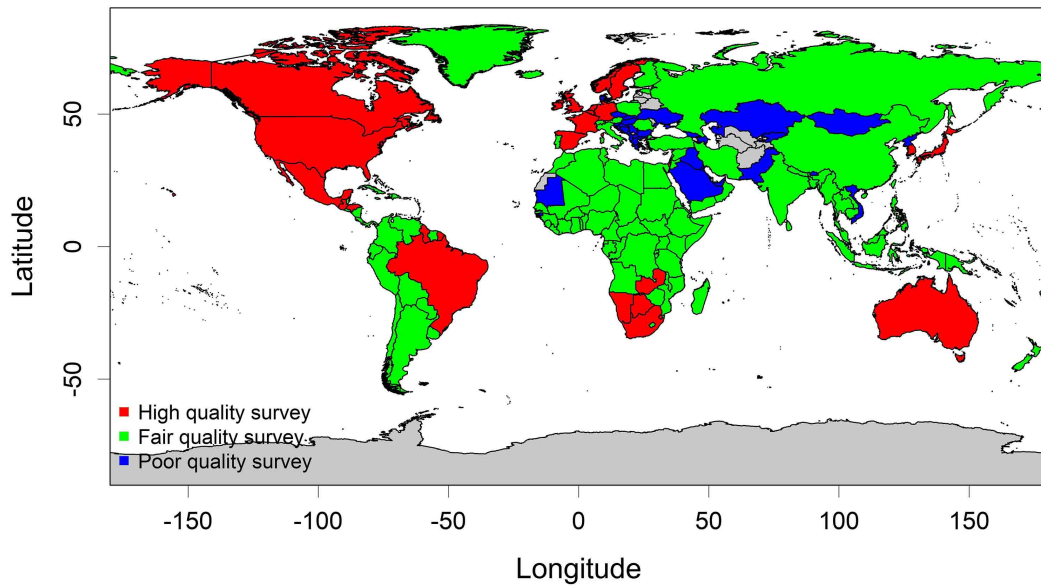 Latitude
50
0
-50
High quality survey
Fair quality survey
Poor quality survey
-150 -100 -50 0 50 100 150
Longitude